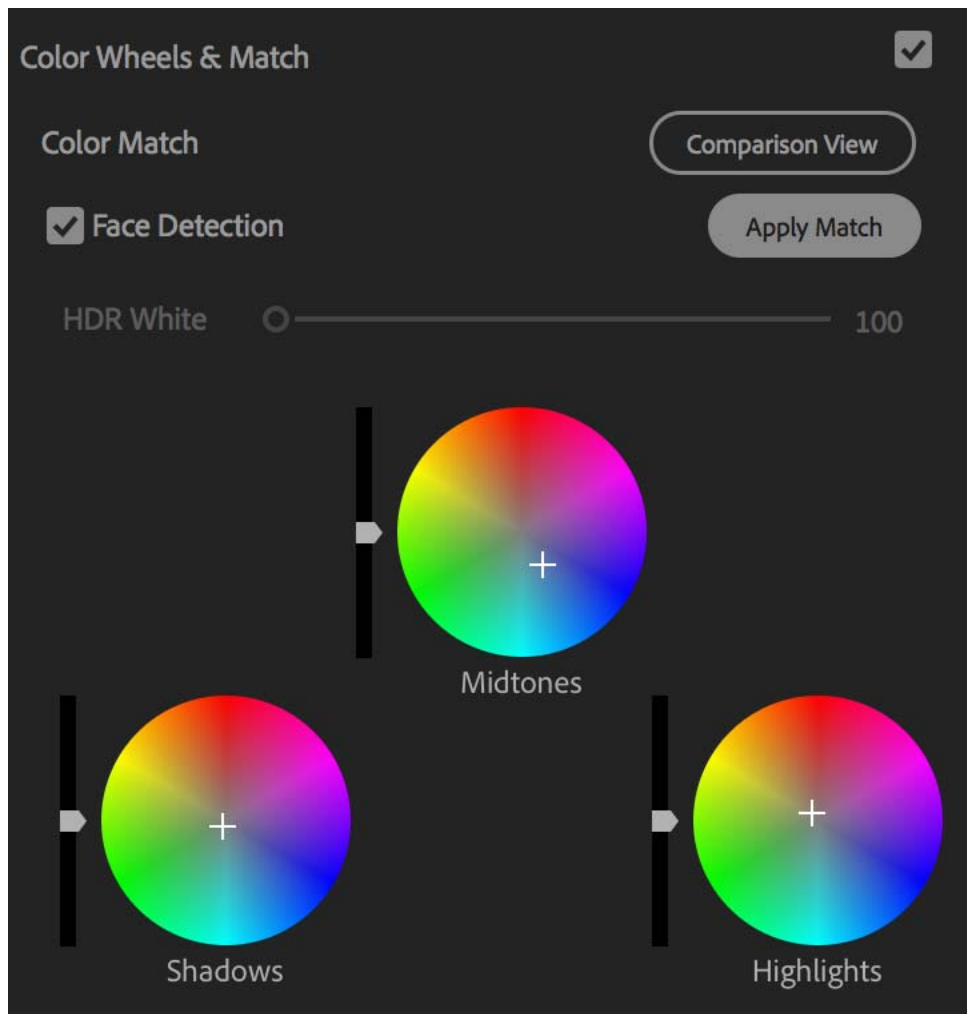 Color Wheels & Match
Color Match
Comparison View
Face Detection
Apply Match
HDR White
100
Midtones
Shadows
Highlights